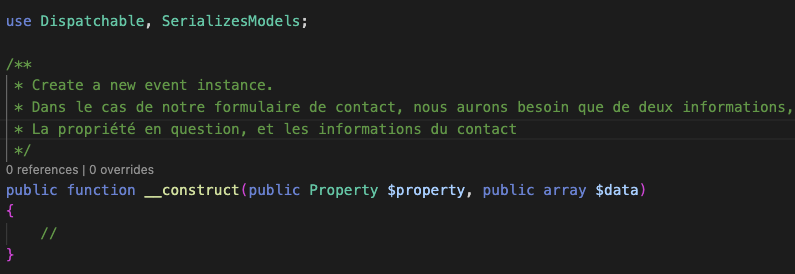 use Dispatchable, SerializesModels;
/**
* Create a new event instance.
* Dans le cas de notre formulaire de contact, nous aurons besoin que de deux informations,
* La propriété en question, et les informations du contact
*/
0 references | 0 overrides
public function __construct(public Property $property, public array $data)
{
//
}